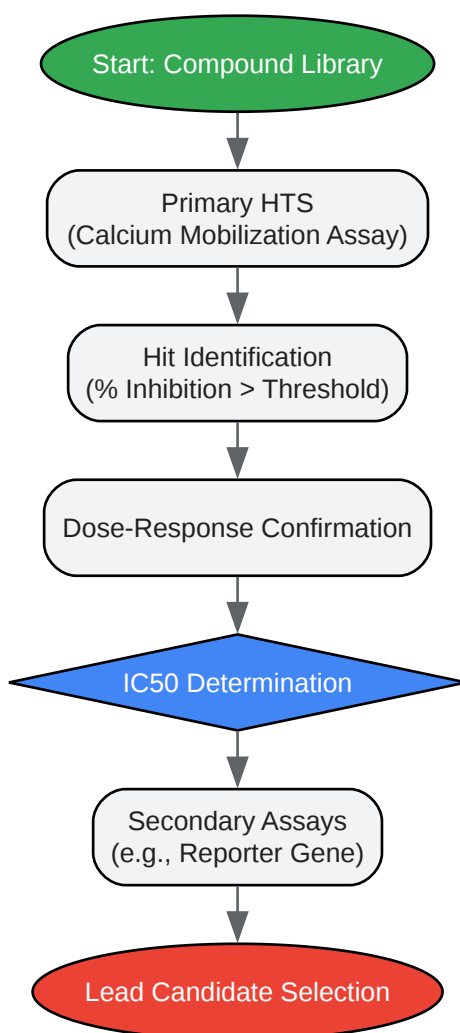 Start: Compound Library
Primary HTS
(Calcium Mobilization Assay)
Hit Identification
(% Inhibition > Threshold)
Dose-Response Confirmation
IC50 Determination
Secondary Assays
(e.g., Reporter Gene)
Lead Candidate Selection